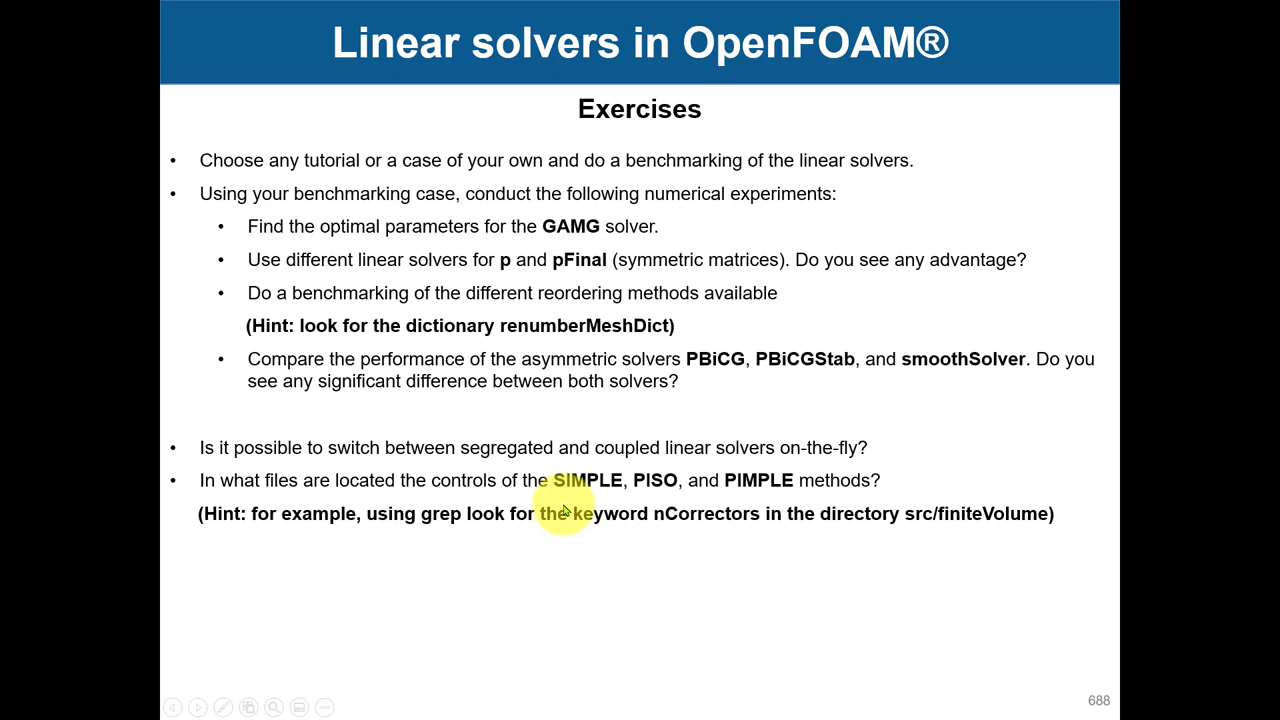 Linear solvers in OpenFOAM®
Exercises
• Choose any tutorial or a case of your own and do a benchmarking of the linear solvers.
• Using your benchmarking case, conduct the following numerical experiments:
• Find the optimal parameters for the GAMG solver.
• Use different linear solvers for p and pFinal (symmetric matrices). Do you see any advantage?
• Do a benchmarking of the different reordering methods available
(Hint: look for the dictionary renumberMeshDict)
• Compare the performance of the asymmetric solvers PBiCG, PBiCGStab, and smoothSolver. Do you
see any significant difference between both solvers?
• Is it possible to switch between segregated and coupled linear solvers on-the-fly?
• In what files are located the controls of the SIMPLE, PISO, and PIMPLE methods?
(Hint: for example, using grep look for the keyword nCorrectors in the directory src/finiteVolume)
688